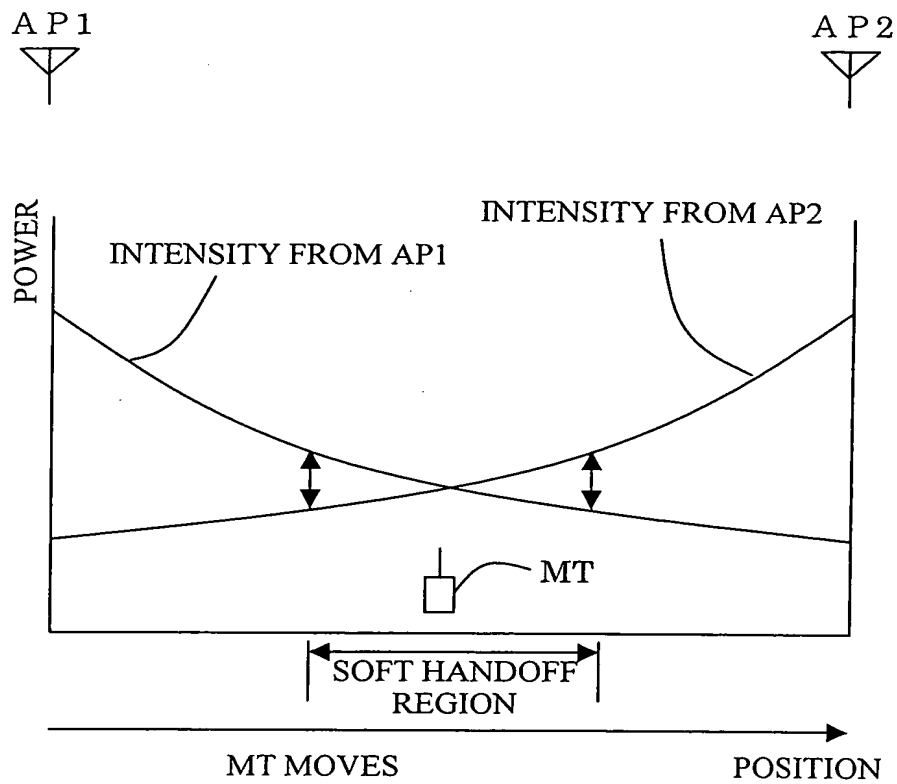 AP1
AP2
POWER
INTENSITY FROM AP1
INTENSITY FROM AP2
MT
SOFT HANDOFF
REGION
MT MOVES
POSITION